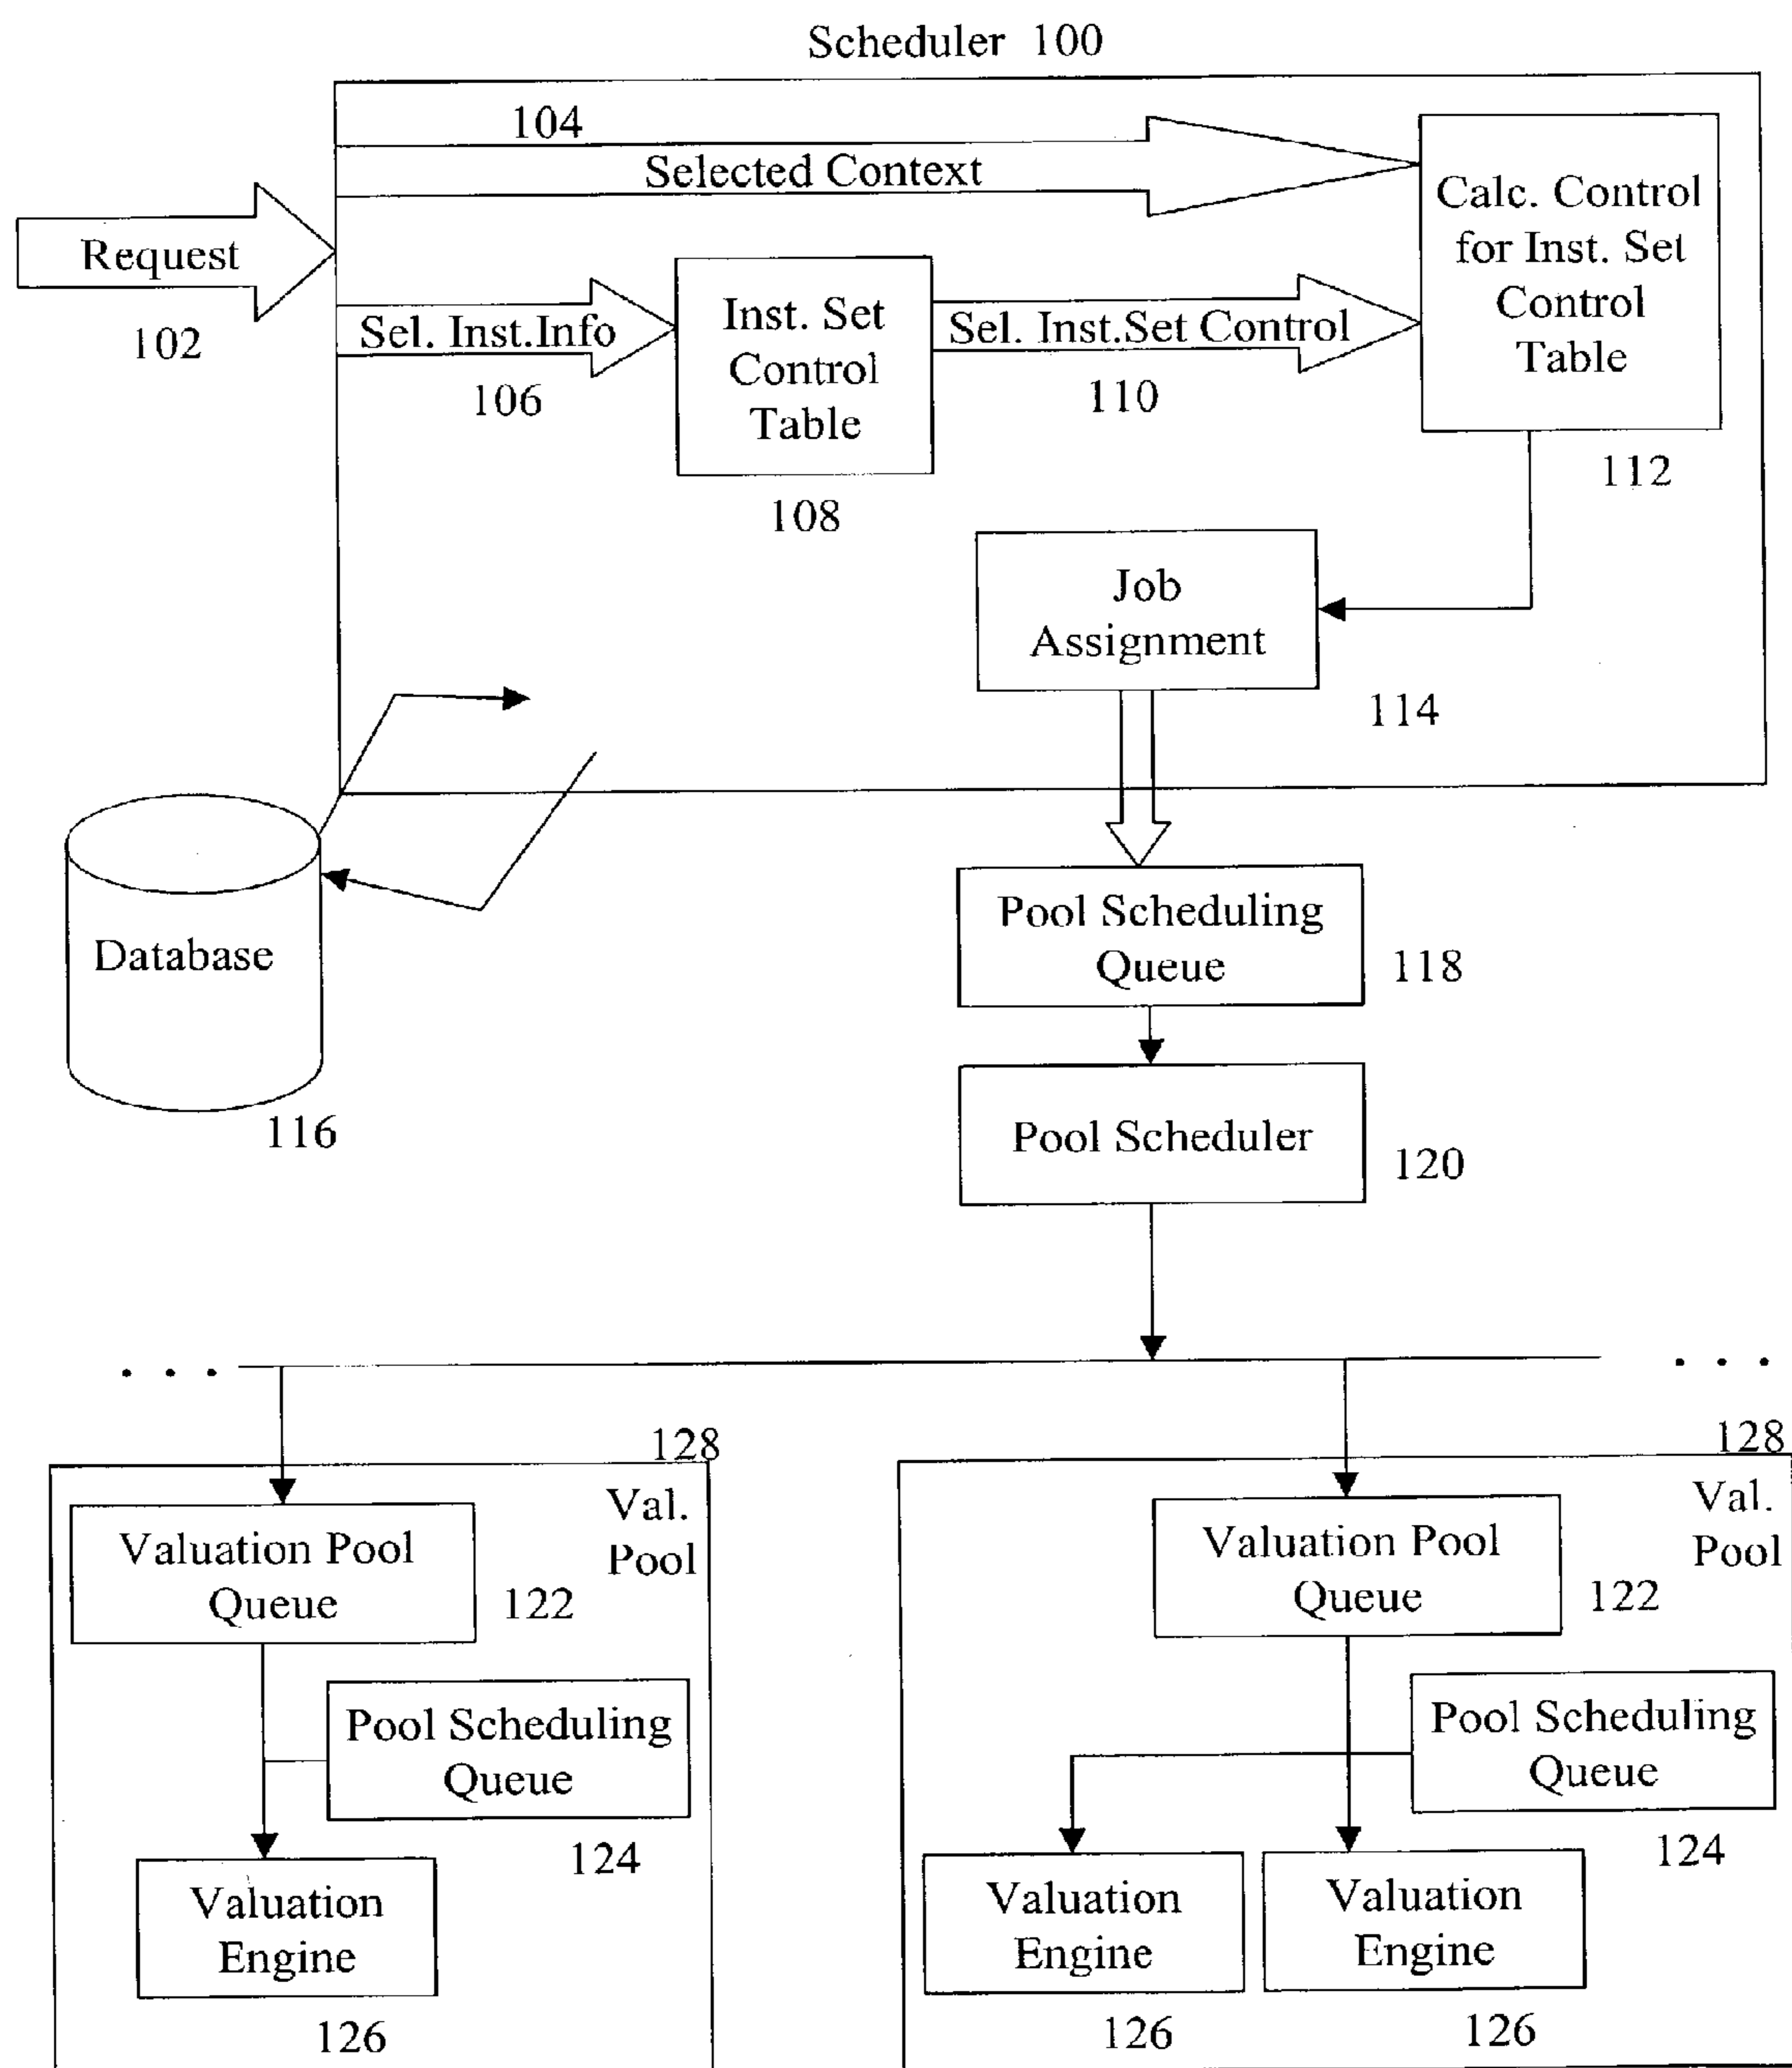 Scheduler 100
104
Selected Context
Request
102
Sel. Inst.Info
106
Inst. Set
Control
Table
108
Sel. Inst.Set Control
110
Calc. Control
for Inst. Set
Control
Table
112
Job
Assignment
114
Database
116
Pool Scheduling
Queue
118
Pool Scheduler
120
. . .
. . .
128
Val.
Pool
Valuation Pool
Queue
122
Pool Scheduling
Queue
124
Valuation
Engine
126
128
Val.
Pool
Valuation Pool
Queue
122
Pool Scheduling
Queue
124
Valuation
Engine
126
Valuation
Engine
126